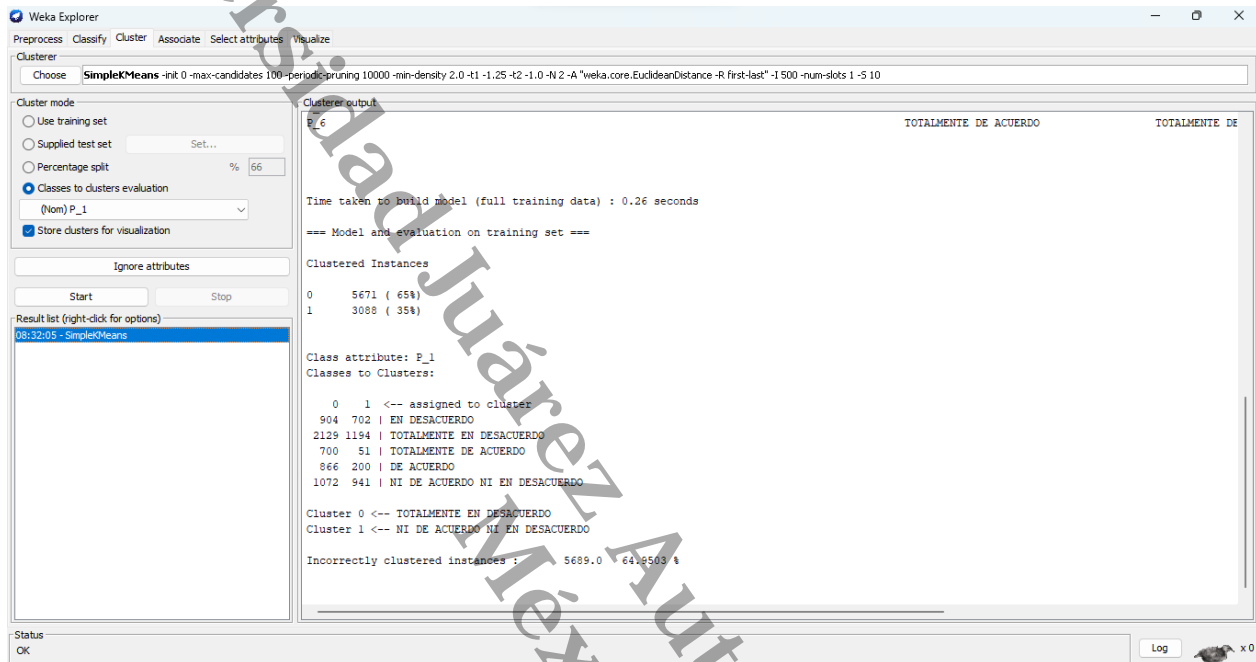 Weka Explorer
Preprocess Classify Cluster Associate Select attributes Visualize
Clusterer
Choose SimpleKMeans -init 0 -max-candidates 100 -periodic-pruning 10000 -min-density 2.0 -t1 -1.25 -t2 -1.0 -N 2 -A "weka.core.EuclideanDistance -R first-last" -I 500 -num-slots 1 -S 10
Cluster mode
Use training set
Supplied test set Set...
Percentage split % 66
Classes to clusters evaluation
(Nom) P_1
Store clusters for visualization
Ignore attributes
Start Stop
Result list (right-click for options)
08:32:05 - SimpleKMeans
Clusterer output
P_6 TOTALMENTE DE ACUERDO TOTALMENTE DE
Time taken to build model (full training data) : 0.26 seconds
=== Model and evaluation on training set ===
Clustered Instances
0 5671 ( 65%)
1 3088 ( 35%)
Class attribute: P_1
Classes to Clusters:
0 1 <-- assigned to cluster
904 702 | EN DESACUERDO
2129 1194 | TOTALMENTE EN DESACUERDO
700 51 | TOTALMENTE DE ACUERDO
866 200 | DE ACUERDO
1072 941 | NI DE ACUERDO NI EN DESACUERDO
Cluster 0 <-- TOTALMENTE EN DESACUERDO
Cluster 1 <-- NI DE ACUERDO NI EN DESACUERDO
Incorrectly clustered instances : 5689.0 64.9503 %
Status
OK
Log x 0
ersidad Juárez Aut
Méx